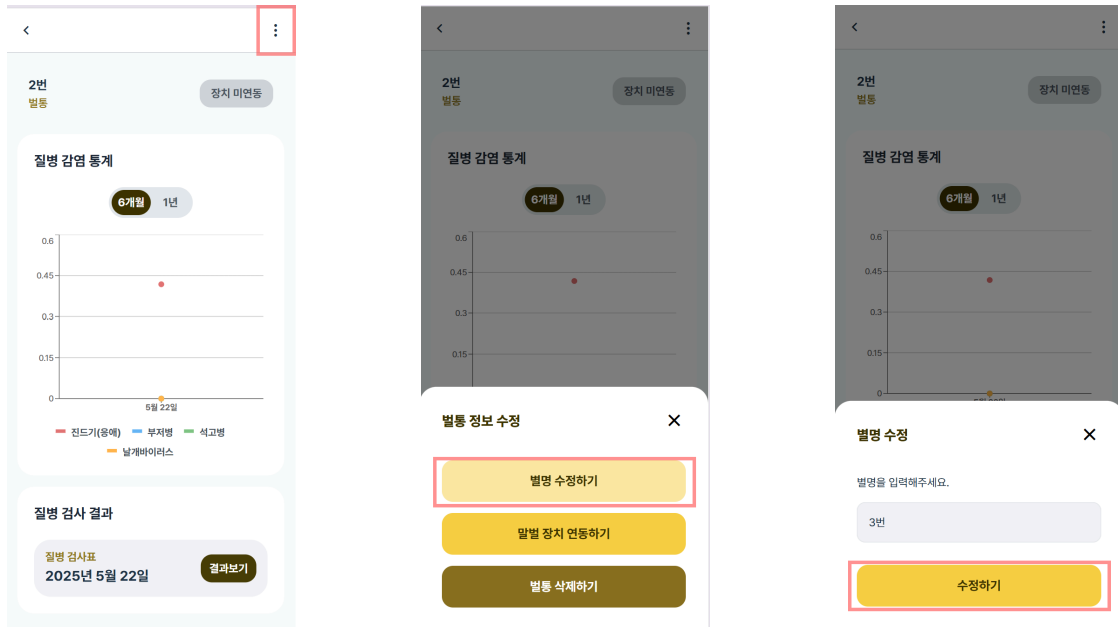 2번
벌통
장치 미연동
질병 감염 통계
6개월 1년
0.6
0.45
0.3
0.15
0
5월 22일
진드기(응애) 부저병 석고병
날개바이러스
질병 검사 결과
질병 검사표
2025년 5월 22일
결과보기
2번
벌통
장치 미연동
질병 감염 통계
6개월 1년
0.6
0.45
0.3
0.15
벌통 정보 수정
별명 수정하기
말벌 장치 연동하기
벌통 삭제하기
2번
벌통
장치 미연동
질병 감염 통계
6개월 1년
0.6
0.45
0.3
0.15
0
별명 수정
별명을 입력해주세요.
3번
수정하기